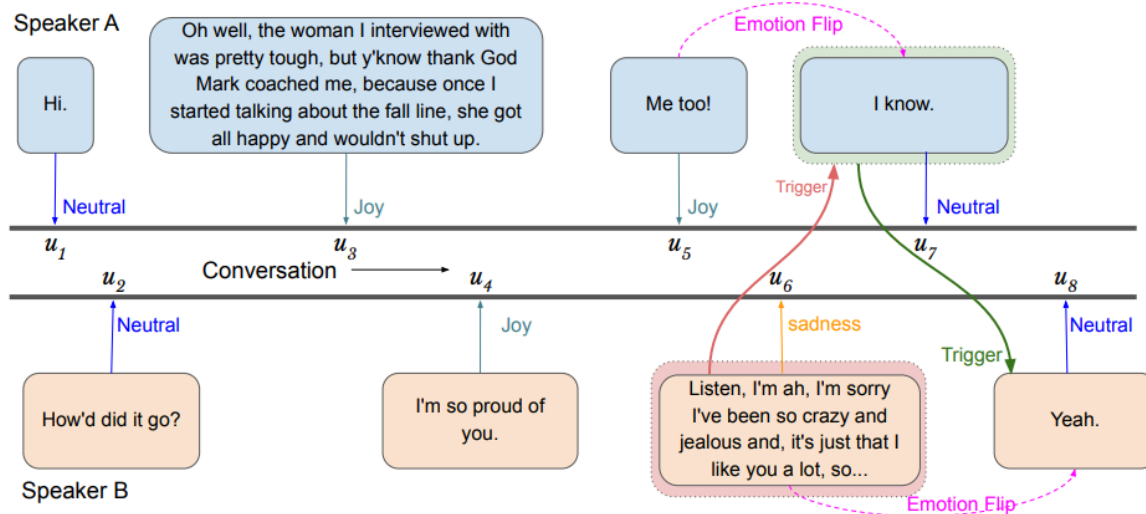 Speaker A
Hi.
Oh well, the woman I interviewed with
was pretty tough, but y'know thank God
Mark coached me, because once I
started talking about the fall line, she got
all happy and wouldn't shut up.
Emotion Flip
Me too!
I know.
Neutral
Joy
Joy
Trigger
Neutral
u1
u3
u5
u7
Conversation
u2
u4
u6
u8
Neutral
Joy
sadness
Trigger
Neutral
How'd did it go?
I'm so proud of
you.
Listen, I'm ah, I'm sorry
I've been so crazy and
jealous and, it's just that I
like you a lot, so...
Yeah.
Speaker B
Emotion Flip